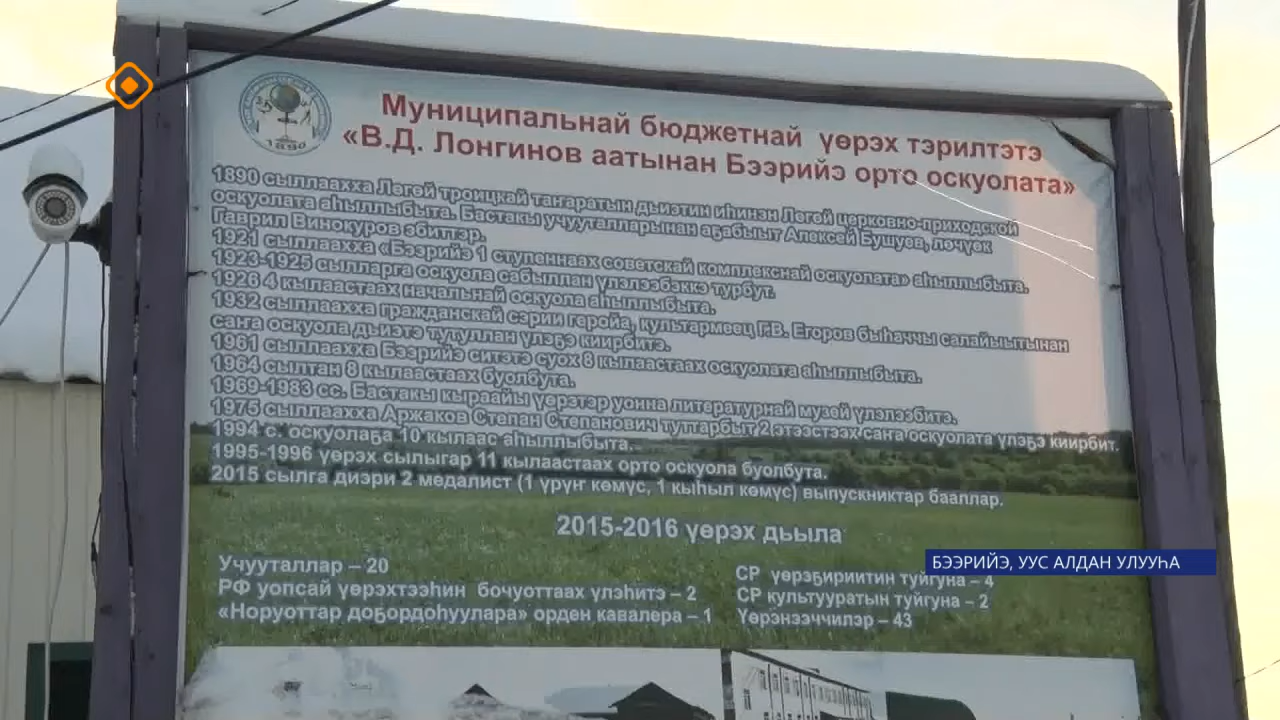 Муниципальнай бюджетнай үөрэх тэрилтэтэ
«В.Д. Лонгинов аатынан Бээрийэ орто оскуолата»
1890
1890 сыллаахха Легей троицкай таҥаратын дьиэтин иһинэн Легей церковно-приходской
оскуолата аһыллыбыта. Бастакы учууталларынан аҕабыыт Алексей Бушуев, лөчүек
Гаврил Винокуров эбиттэр.
1921 сыллаахха «Бээрийэ 1 ступеннаах советскай комплекснай оскуолата» аһыллыбыта.
1923-1925 сылларга оскуола сабыллан үлэлээбэккэ турбут.
1926 4 кылаастаах начальнай оскуола аһыллыбыта.
1932 сыллаахха гражданскай сэрии геройа, культармеец Г.В. Егоров быһаччы салайыытынан
саҥа оскуола дьиэтэ тутуллан үлэҕэ киирбитэ.
1961 сыллаахха Бээрийэ ситэтэ суох 8 кылаастаах оскуолата аһыллыбыта.
1964 сылтан 8 кылаастаах буолбута.
1969-1983 сс. Бастакы кыраайы үөрэтэр уонна литературнай музей үлэлээбитэ.
1975 сыллаахха Аржаков Степан Степанович туттарбыт 2 этээстээх саҥа оскуолата үлэҕэ киирбит.
1994 с. оскуолаҕа 10 кылаас аһыллыбыта.
1995-1996 үөрэх сылыгар 11 кылаастаах орто оскуола буолбута.
2015 сылга диэри 2 медалист (1 үрүҥ көмүс, 1 кыһыл көмүс) выпускниктар бааллар.
2015-2016 үөрэх дьыла
Учууталлар – 20
РФ уопсай үөрэхтээһин бочуоттаах үлэһитэ – 2
«Норуоттар доҕордоһуулара» орден кавалера – 1
СР үөрэҕириитин туйгуна – 4
СР культууратын туйгуна – 2
Үөрэнээччилэр – 43
БЭЭРИЙЭ, УУС АЛДАН УЛУУҺА